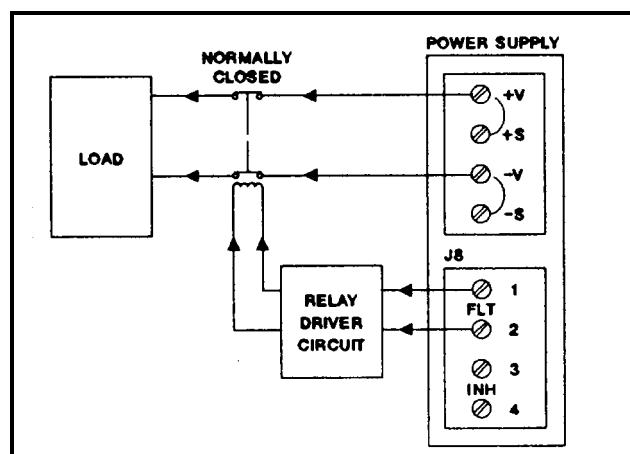 POWER SUPPLY
NORMALLY
CLOSED
LOAD
+V
+S
-V
-S
J8
1
FLT
2
3
INH
4
RELAY
DRIVER
CIRCUIT